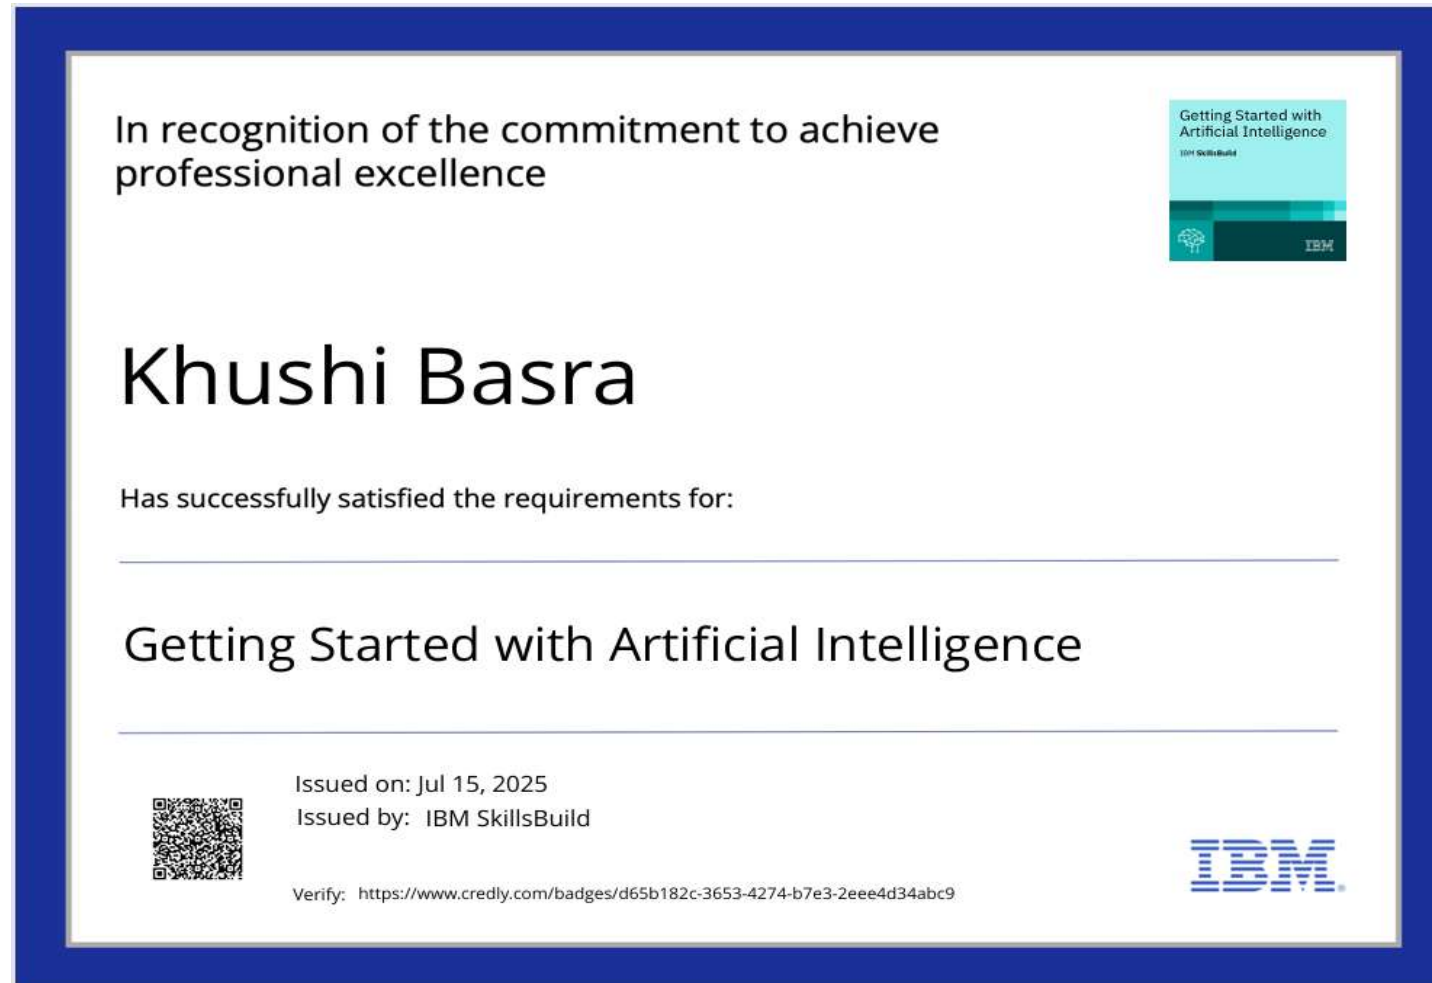 In recognition of the commitment to achieve
professional excellence
Getting Started with
Artificial Intelligence
IBM SkillsBuild
IBM
Khushi Basra
Has successfully satisfied the requirements for:
Getting Started with Artificial Intelligence
Issued on: Jul 15, 2025
Issued by: IBM SkillsBuild
Verify: https://www.credly.com/badges/d65b182c-3653-4274-b7e3-2eee4d34abc9
IBM